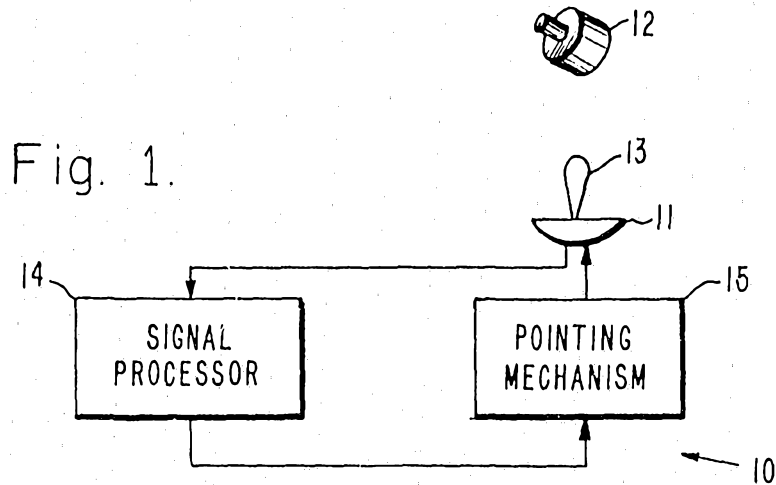 12
Fig. 1.
13
11
14
15
SIGNAL
PROCESSOR
POINTING
MECHANISM
10